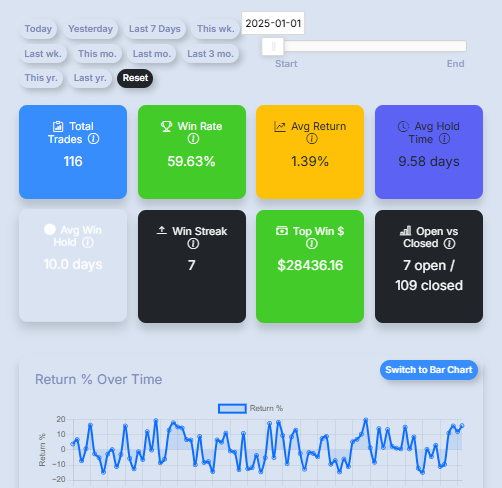 Today Yesterday Last 7 Days This wk. 2025-01-01
Last wk. This mo. Last mo. Last 3 mo.
Start End
This yr. Last yr. Reset
Total
Trades
116
Win Rate
59.63%
Avg Return
1.39%
Avg Hold
Time
9.58 days
Avg Win
Hold
10.0 days
Win Streak
7
Top Win $
$28436.16
Open vs
Closed
7 open /
109 closed
Switch to Bar Chart
Return % Over Time
Return %
Return %
20
10
0
−10
−20